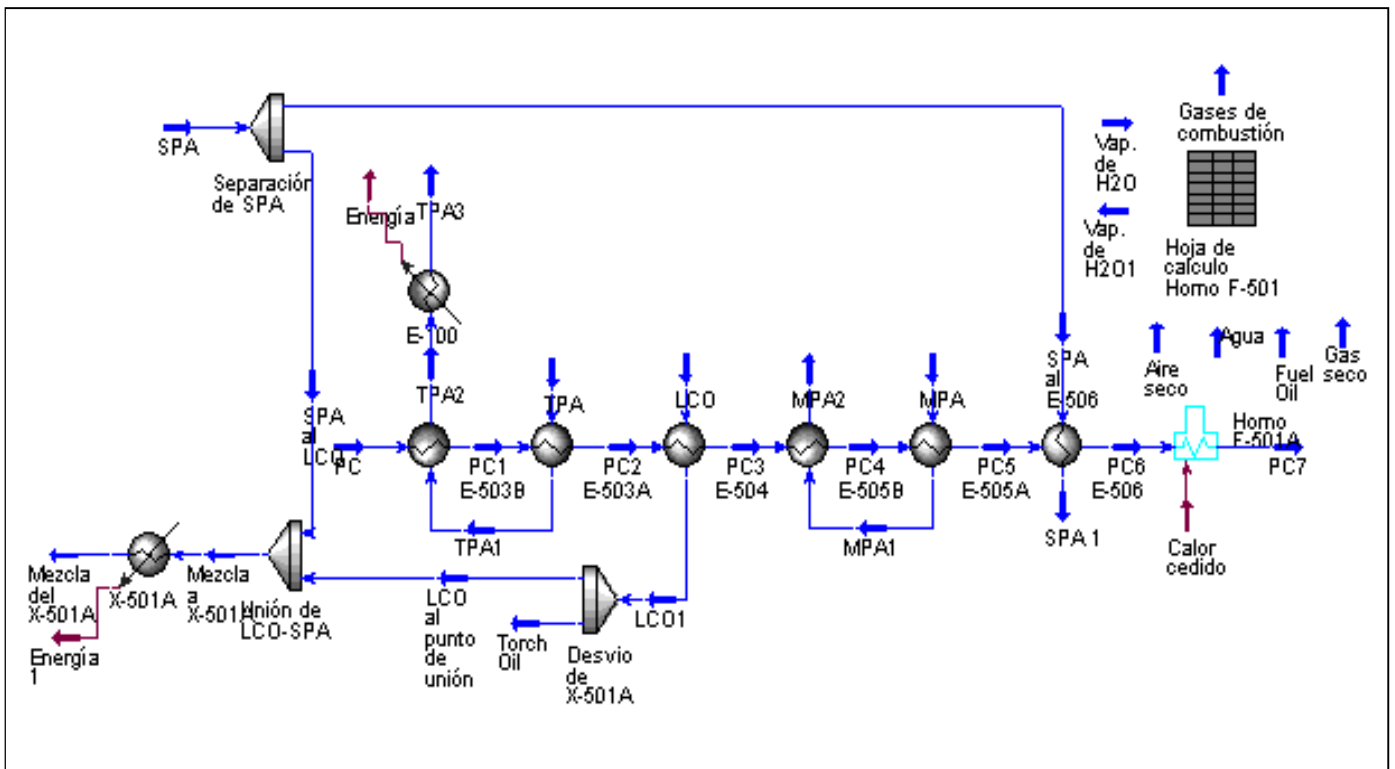 SPA
Separación
de SPA
Energía
TPA3
E-100
Gases de
combustión
Vap.
de
H2O
Vap.
de
H2O1
Hoja de
calculo
Horno F-501
Agua
Aire
seco
Fuel
Oil
Gas
seco
SPA
al
LCO
TPA2
TPA
LCO
MPA2
MPA
SPA
al
E-506
Horno
F-501A
PC
PC1
E-503B
PC2
E-503A
PC3
E-504
PC4
E-505B
PC5
E-505A
PC6
E-506
PC7
TPA1
MPA1
SPA 1
Calor
cedido
Mezcla
del
X-501A
X-501A
Mezcla
a
X-501A
Unión de
LCO-SPA
LCO
al
punto
de
unión
Torch
Oil
LCO1
Desvio
de
X-501A
Energía
1